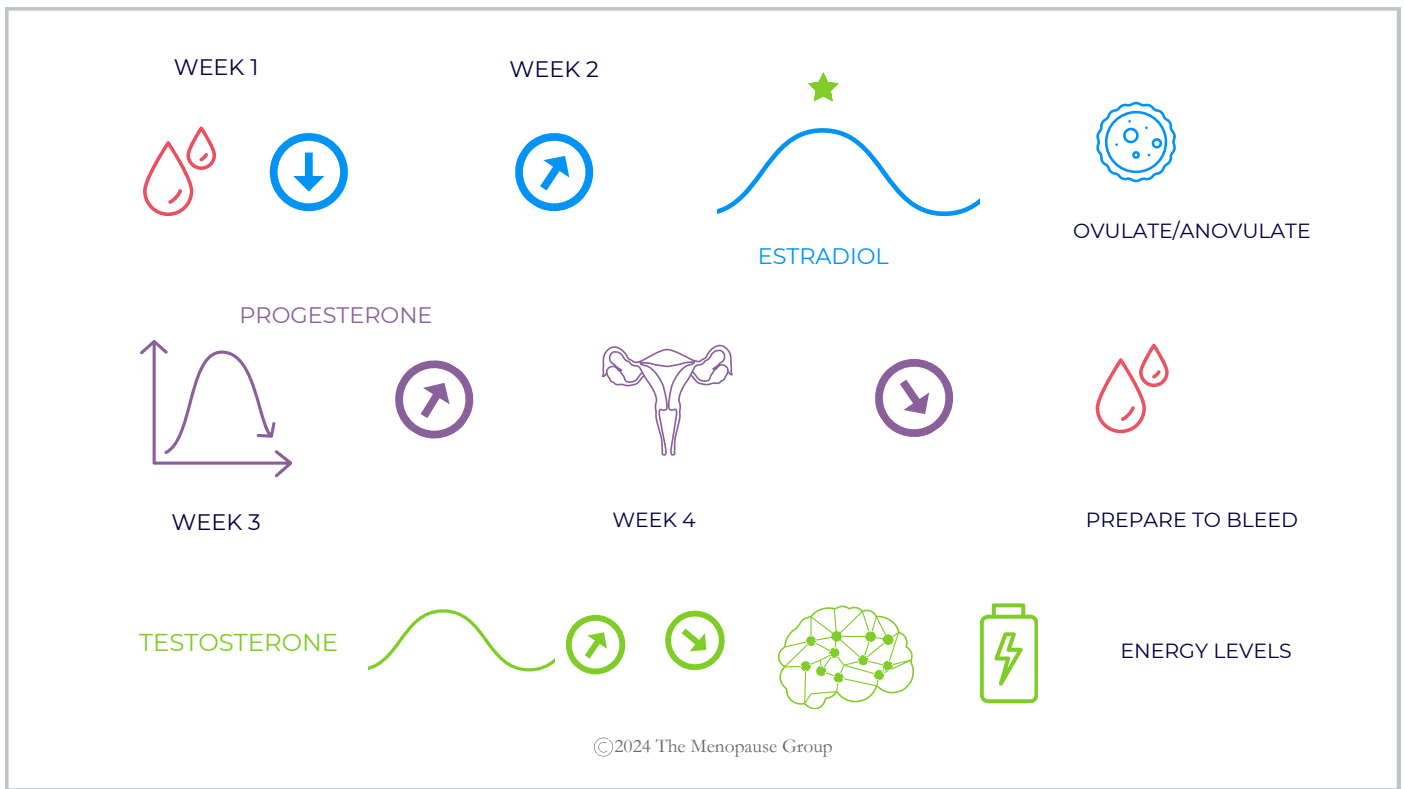 WEEK 1
WEEK 2
OVULATE/ANOVULATE
ESTRADIOL
PROGESTERONE
WEEK 3
WEEK 4
PREPARE TO BLEED
TESTOSTERONE
ENERGY LEVELS
©2024 The Menopause Group